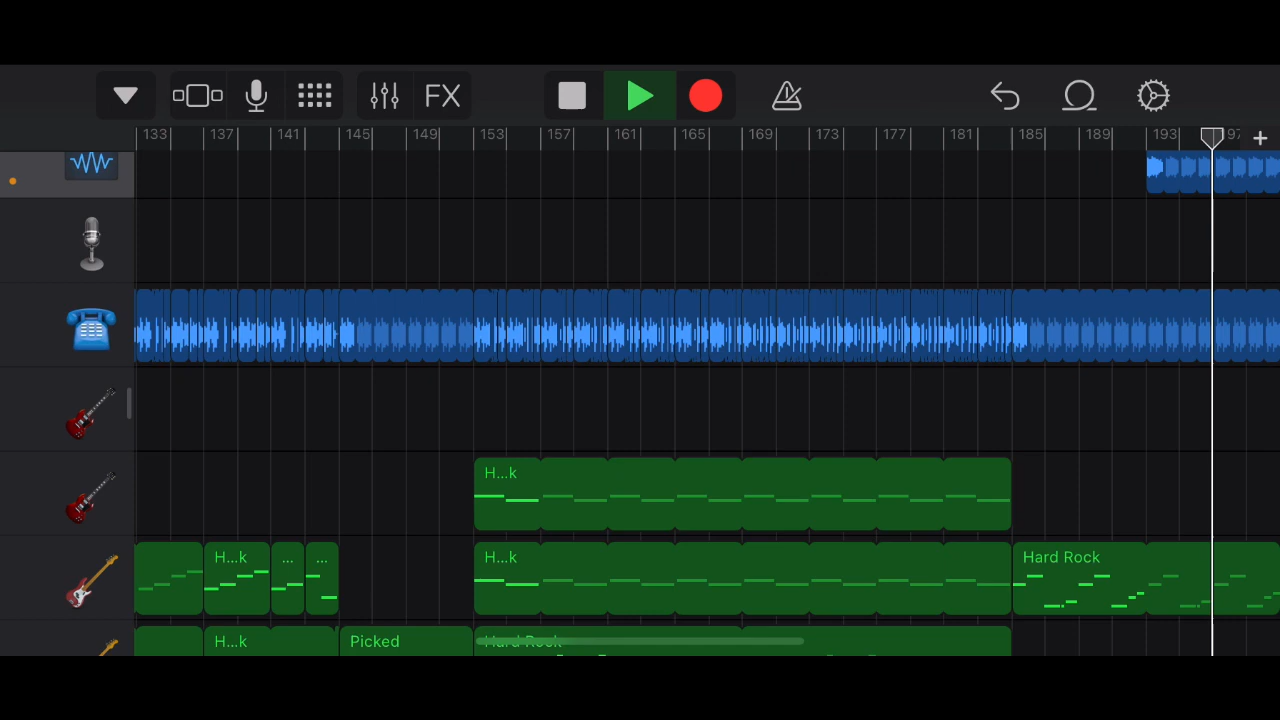 FX
133 137 141 145 149 153 157 161 165 169 173 177 181 185 189 193 197 +
H...k
H...k ... ... H...k Hard Rock
H...k Picked Hard Rock